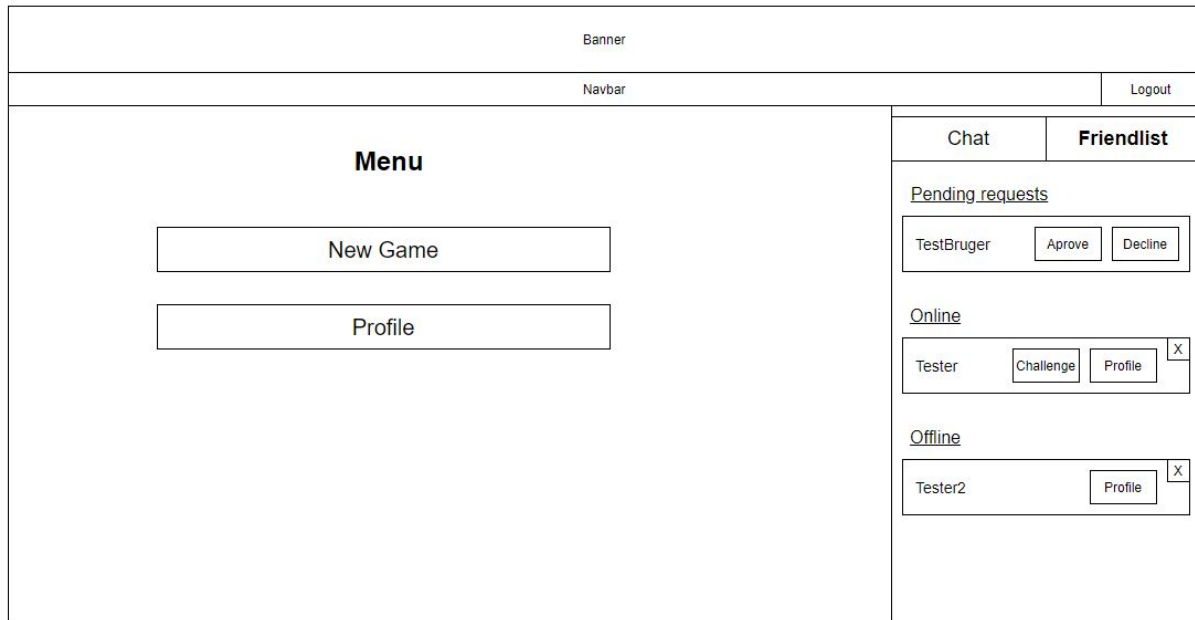 Banner
Navbar
Logout
Menu
New Game
Profile
Chat
Friendlist
Pending requests
TestBruger
Aprove
Decline
Online
Tester
Challenge
Profile
X
Offline
Tester2
Profile
X